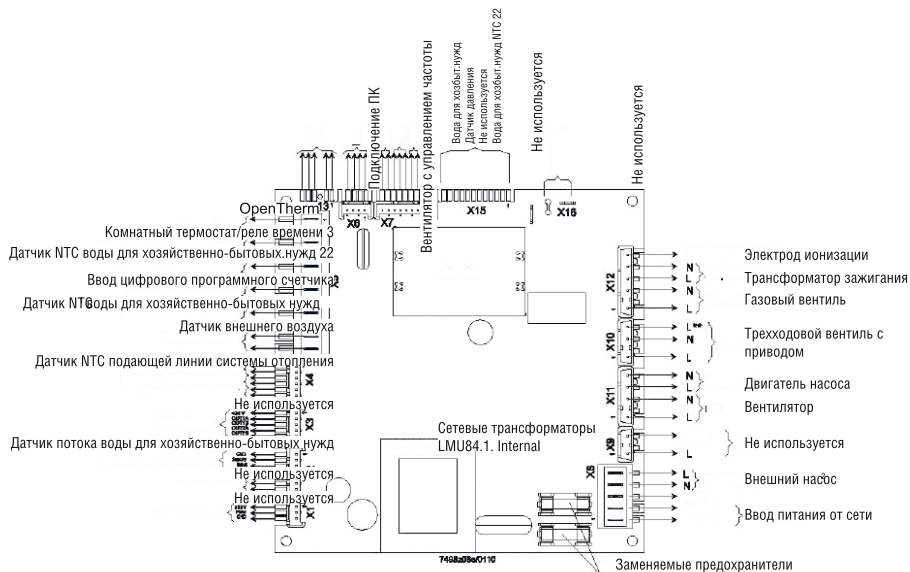 Подключение ПК
Вентилятор с управлением частоты
Вода для хозбыт.нужд
Датчик давления
Не используется
Вода для хозбыт.нужд NTC 22
Не используется
Не используется
OpenTherm 13
X6
X7
X15
X16
Комнатный термостат/реле времени 3
Датчик NTC воды для хозяйственно-бытовых.нужд 22
Ввод цифрового программного счетчика
Датчик NTC воды для хозяйственно-бытовых нужд
Датчик внешнего воздуха
Датчик NTC подающей линии системы отопления
X4
Не используется
X3
Датчик потока воды для хозяйственно-бытовых.нужд
Не используется
Не используется
X1
Электрод ионизации
X12
N
Трансформатор зажигания
L
N
Газовый вентиль
L
X10
L
Трехходовой вентиль с
N
приводом
L
X11
N
Двигатель насоса
L
N
Вентилятор
L
Сетевые трансформаторы
LMU84.1. Internal
X9
Не используется
L
L
Внешний насос
N
Ввод питания от сети
Заменяемые предохранители